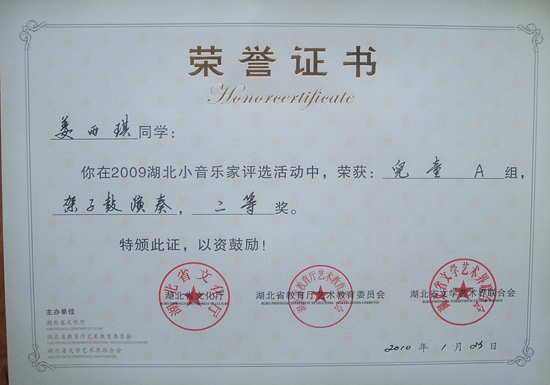 荣誉证书
Honorcertificate
姜雨琪同学:
你在2009湖北小音乐家评选活动中,荣获:儿童 A 组,
架子鼓演奏,二等奖。
特颁此证,以资鼓励!
湖北省文化厅 湖北省教育厅艺术教育委员会 湖北省文学艺术界联合会
主办单位
湖北省文化厅
湖北省教育厅艺术教育委员会
湖北省文学艺术界联合会
2010 年 1 月 23 日